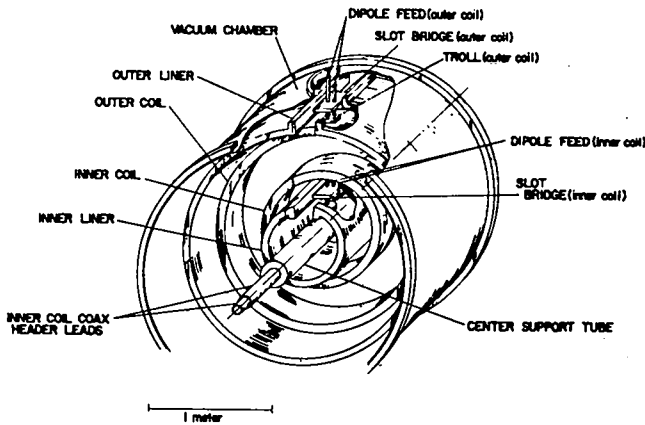 DIPOLE FEED (outer coil)
VACUUM CHAMBER
SLOT BRIDGE (outer coil)
TROLL (outer coil)
OUTER LINER
OUTER COIL
DIPOLE FEED (inner coil)
INNER COIL
SLOT
BRIDGE (inner coil)
INNER LINER
INNER COIL COAX
HEADER LEADS
CENTER SUPPORT TUBE
1 meter